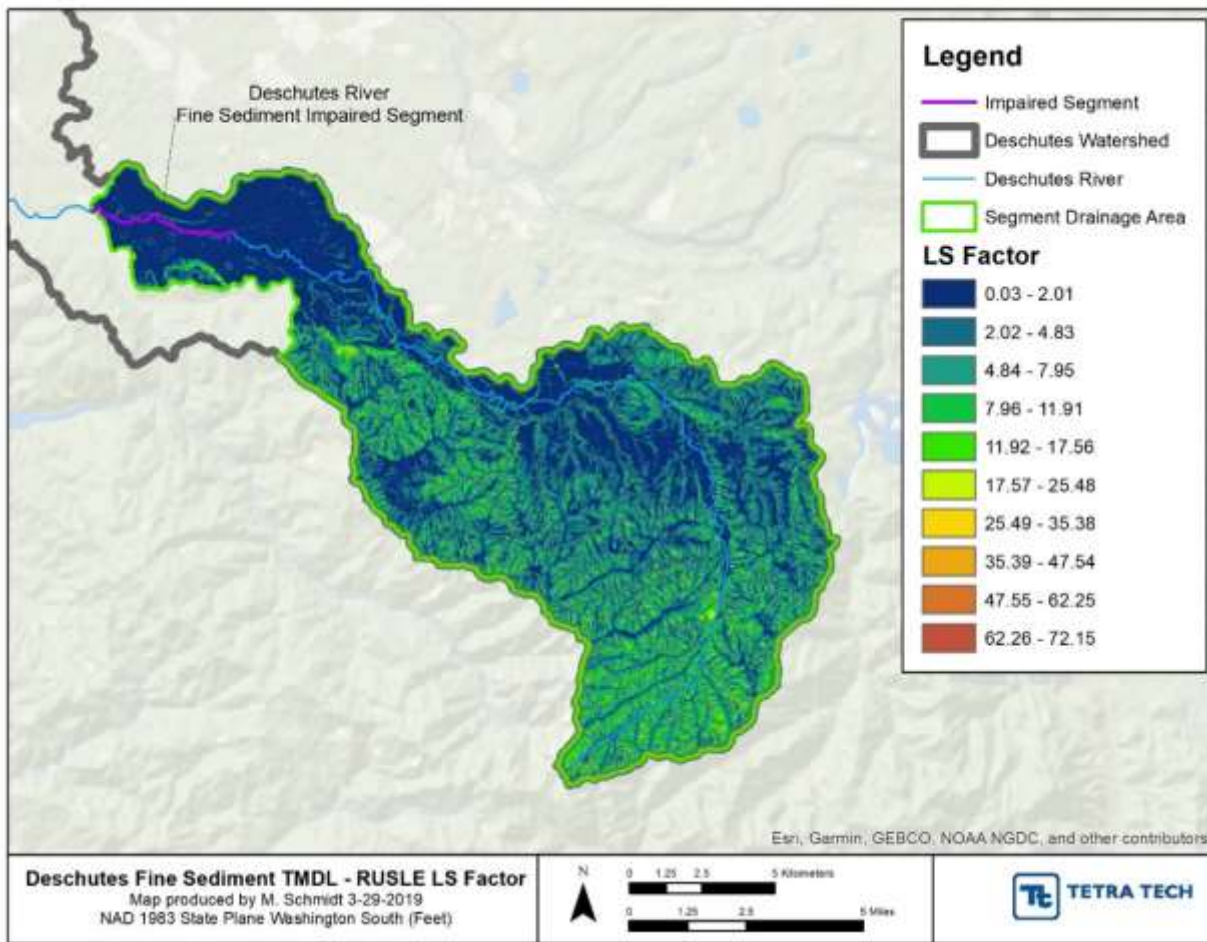 Deschutes River
Fine Sediment Impaired Segment
Legend
Impaired Segment
Deschutes Watershed
Deschutes River
Segment Drainage Area
LS Factor
0.03 - 2.01
2.02 - 4.83
4.84 - 7.95
7.96 - 11.91
11.92 - 17.56
17.57 - 25.48
25.49 - 35.38
35.39 - 47.54
47.55 - 62.25
62.26 - 72.15
Esri, Garmin, GEBCO, NOAA NGDC, and other contributors
Deschutes Fine Sediment TMDL - RUSLE LS Factor
Map produced by M. Schmidt 3-29-2019
NAD 1983 State Plane Washington South (Feet)
N
0 1.25 2.5 5 Kilometers
0 1.25 2.5 5 Miles
Tt TETRA TECH